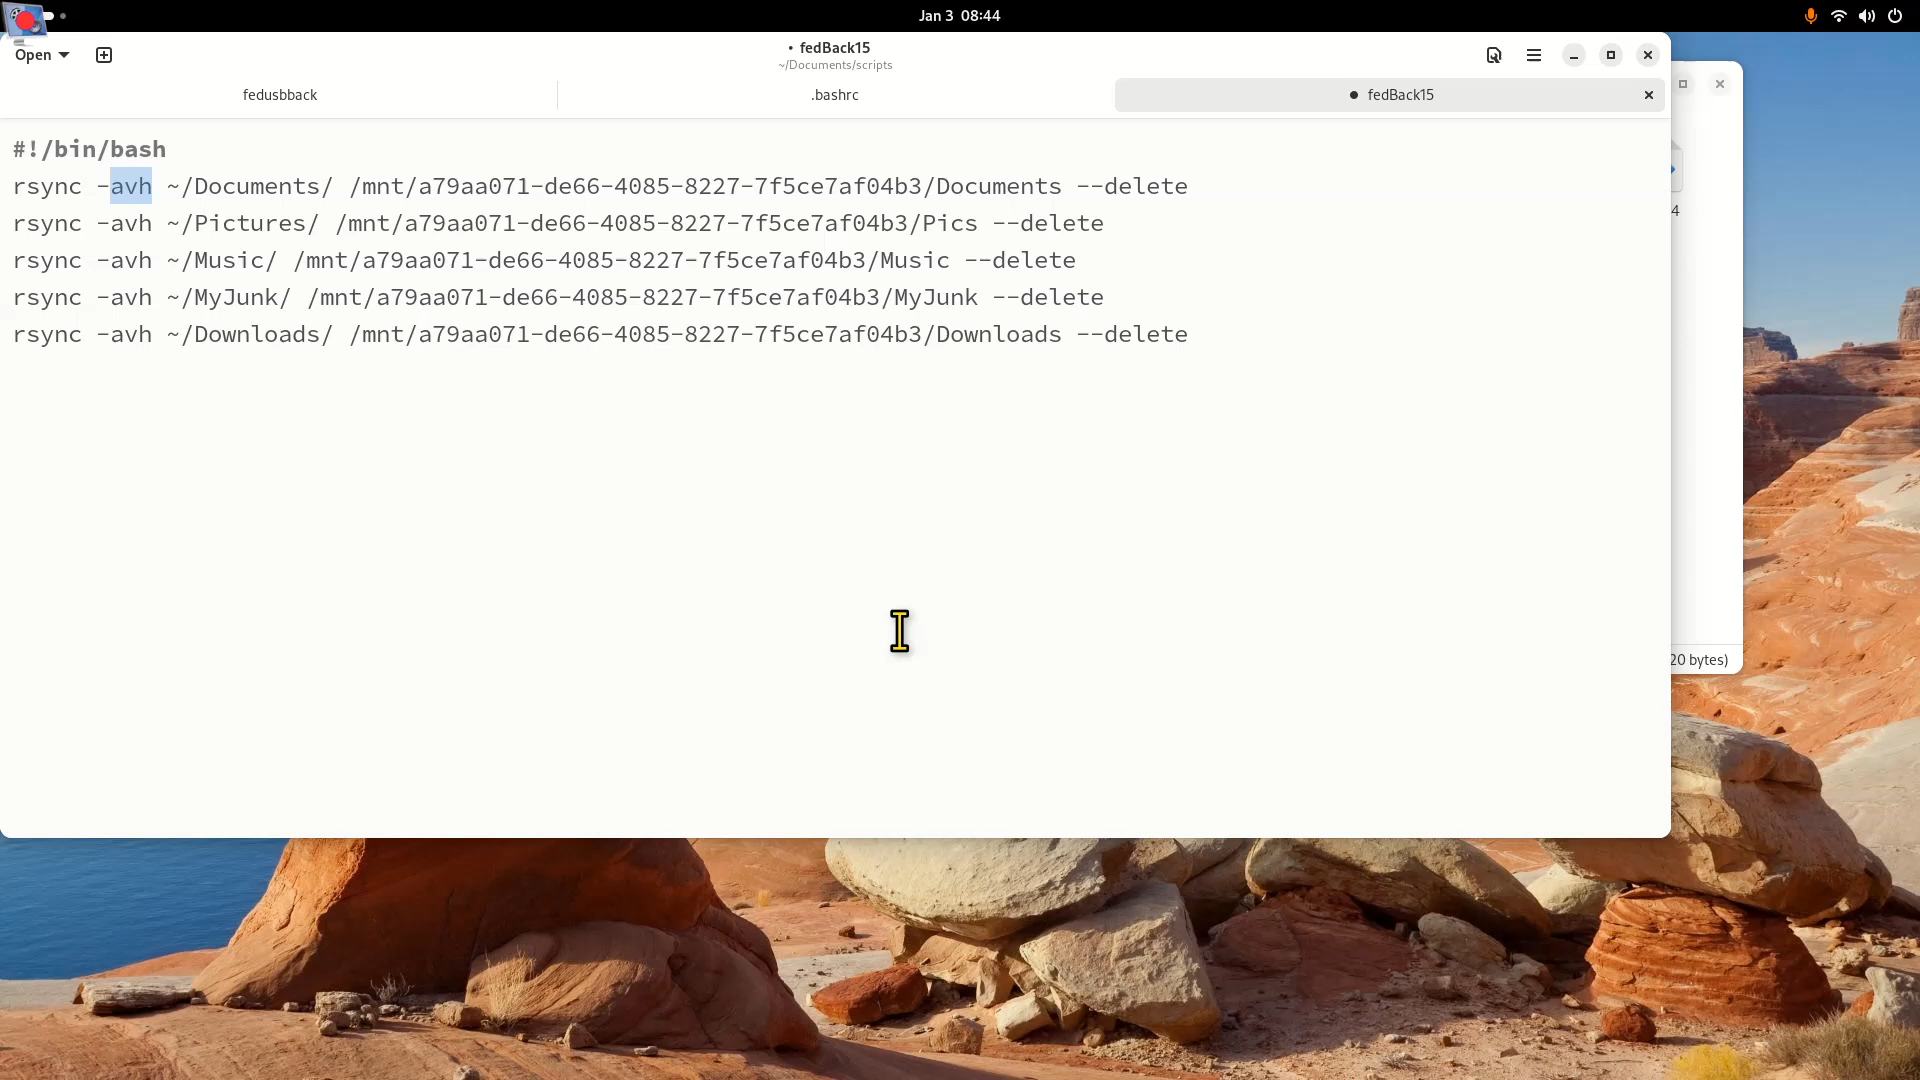 Jan 3 08:44
Open
• fedBack15
~/Documents/scripts
fedusbback
.bashrc
● fedBack15
#!/bin/bash
rsync -avh ~/Documents/ /mnt/a79aa071-de66-4085-8227-7f5ce7af04b3/Documents --delete
rsync -avh ~/Pictures/ /mnt/a79aa071-de66-4085-8227-7f5ce7af04b3/Pics --delete
rsync -avh ~/Music/ /mnt/a79aa071-de66-4085-8227-7f5ce7af04b3/Music --delete
rsync -avh ~/MyJunk/ /mnt/a79aa071-de66-4085-8227-7f5ce7af04b3/MyJunk --delete
rsync -avh ~/Downloads/ /mnt/a79aa071-de66-4085-8227-7f5ce7af04b3/Downloads --delete
4
20 bytes)